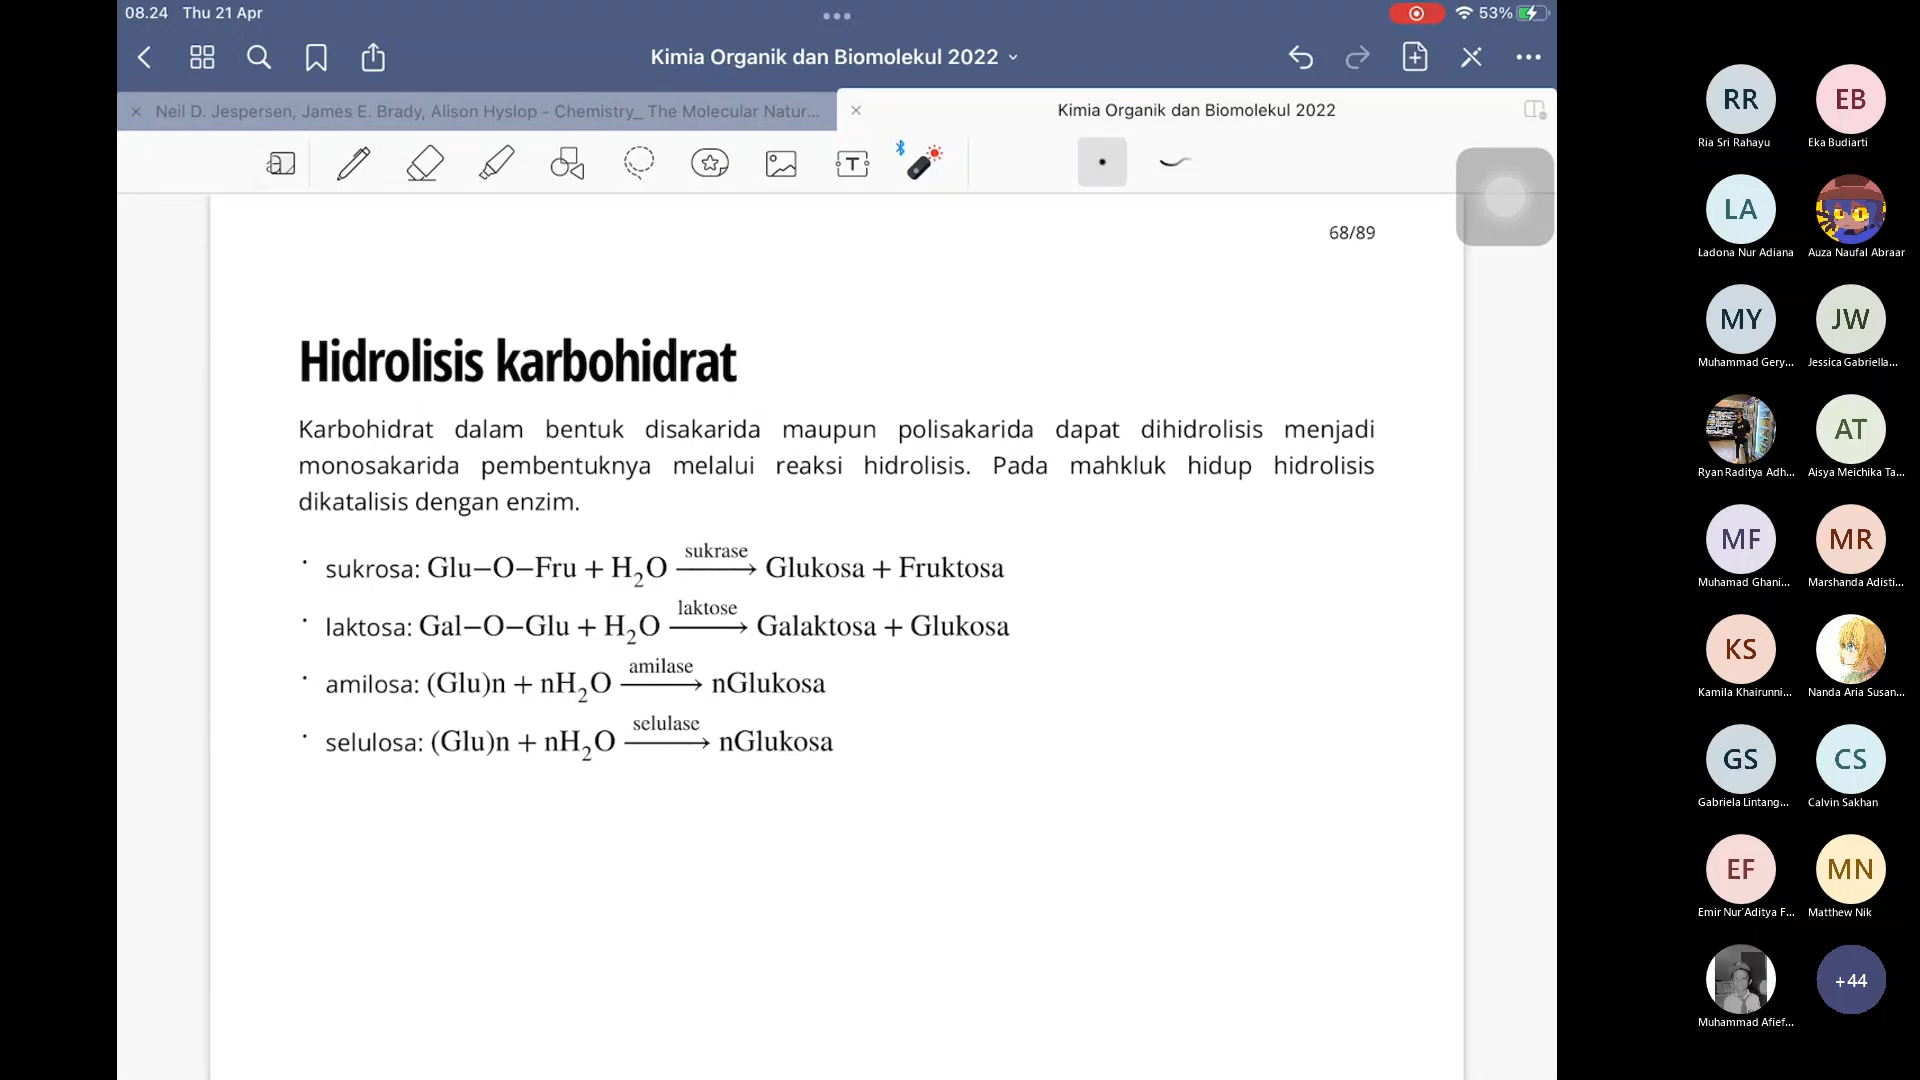 08.24 Thu 21 Apr
53%
Kimia Organik dan Biomolekul 2022
Neil D. Jespersen, James E. Brady, Alison Hyslop - Chemistry_ The Molecular Natur...
Kimia Organik dan Biomolekul 2022
68/89
Hidrolisis karbohidrat
Karbohidrat dalam bentuk disakarida maupun polisakarida dapat dihidrolisis menjadi
monosakarida pembentuknya melalui reaksi hidrolisis. Pada mahkluk hidup hidrolisis
dikatalisis dengan enzim.
· sukrosa: Glu−O−Fru + H₂O sukrase⟶ Glukosa + Fruktosa
· laktosa: Gal−O−Glu + H₂O laktose⟶ Galaktosa + Glukosa
· amilosa: (Glu)n + nH₂O amilase⟶ nGlukosa
· selulosa: (Glu)n + nH₂O selulase⟶ nGlukosa
RR EB
Ria Sri Rahayu Eka Budiarti
LA
Ladona Nur Adiana Auza Naufal Abraar
MY JW
Muhammad Gery... Jessica Gabriella...
AT
Ryan Raditya Adh... Aisya Meichika Ta...
MF MR
Muhamad Ghani... Marshanda Adisti...
KS
Kamila Khairunni... Nanda Aria Susan...
GS CS
Gabriela Lintang... Calvin Sakhan
EF MN
Emir Nur'Aditya F... Matthew Nik
+44
Muhammad Afief...